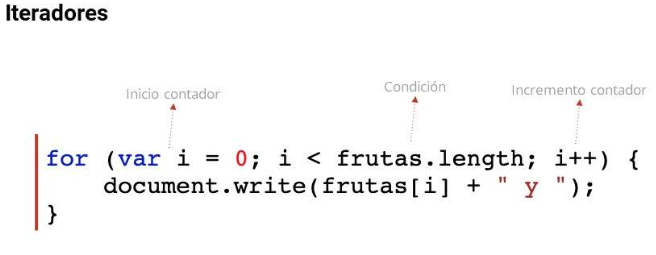 Iteradores
Inicio contador
Condición
Incremento contador
for (var i = 0; i < frutas.length; i++) {
document.write(frutas[i] + " y ");
}